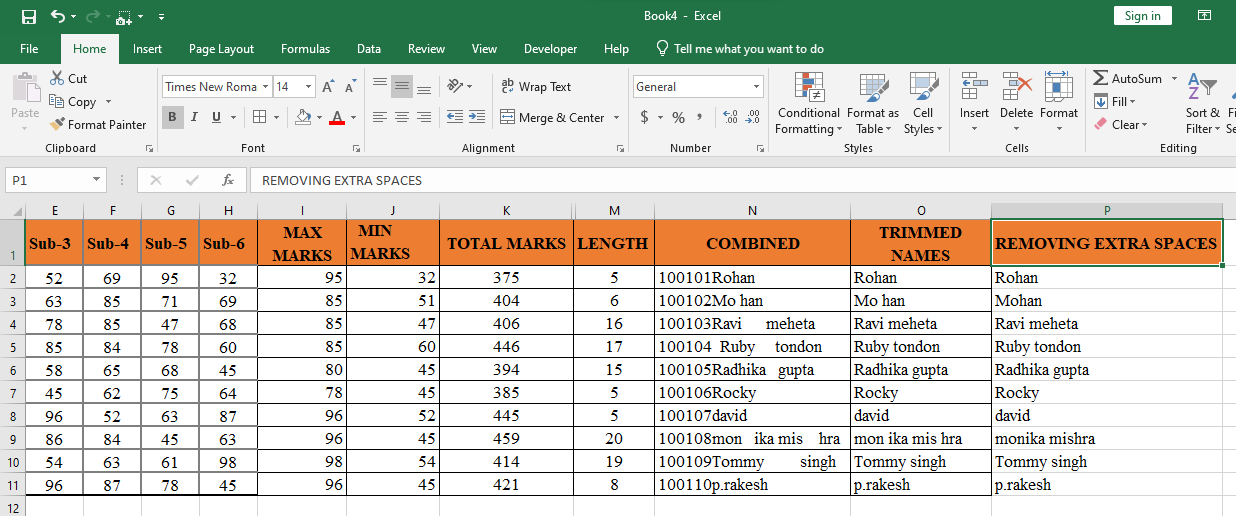 Book4 - Excel
Sign in
File Home Insert Page Layout Formulas Data Review View Developer Help Tell me what you want to do
Paste
Cut
Copy
Format Painter
Clipboard
Times New Roma 14 A A
B I U A
Font
ab Wrap Text
Merge & Center
Alignment
General
$ % , .00 .00
Number
Conditional Formatting
Format as Table
Cell Styles
Styles
Insert Delete Format
Cells
AutoSum
Fill
Clear
Sort &
Filter
Editing
P1 fx REMOVING EXTRA SPACES
E F G H I J K M N O P
1 Sub-3 Sub-4 Sub-5 Sub-6 MAX MARKS MIN MARKS TOTAL MARKS LENGTH COMBINED TRIMMED NAMES REMOVING EXTRA SPACES
2 52 69 95 32 95 32 375 5 100101Rohan Rohan Rohan
3 63 85 71 69 85 51 404 6 100102Mo han Mo han Mohan
4 78 85 47 68 85 47 406 16 100103Ravi meheta Ravi meheta Ravi meheta
5 85 84 78 60 85 60 446 17 100104 Ruby tondon Ruby tondon Ruby tondon
6 58 65 68 45 80 45 394 15 100105Radhika gupta Radhika gupta Radhika gupta
7 45 62 75 64 78 45 385 5 100106Rocky Rocky Rocky
8 96 52 63 87 96 52 445 5 100107david david david
9 86 84 45 63 96 45 459 20 100108mon ika mis hra mon ika mis hra monika mishra
10 54 63 61 98 98 54 414 19 100109Tommy singh Tommy singh Tommy singh
11 96 87 78 45 96 45 421 8 100110p.rakesh p.rakesh p.rakesh
12